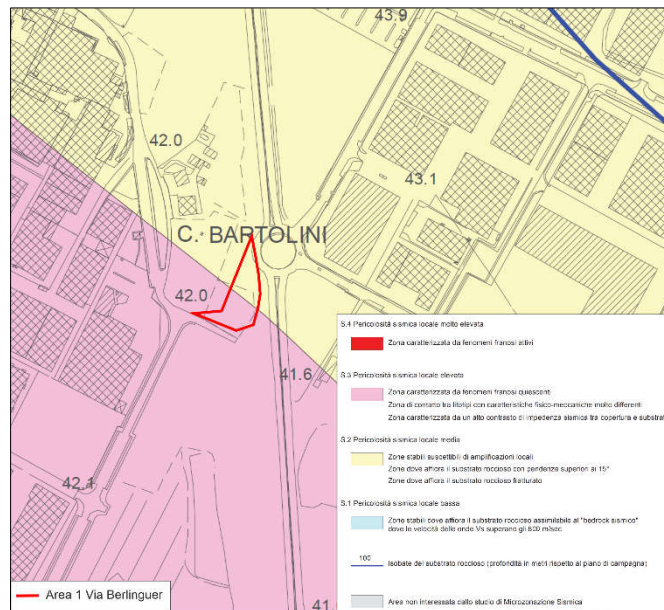 43.9
42.0
43.1
C. BARTOLINI
42.0
41.6
42.1
41.
Area 1 Via Berlinguer
S.4 Pericolosità sismica locale molto elevata
Zona caratterizzata da fenomeni franosi attivi
S.3 Pericolosità sismica locale elevata
Zona caratterizzata da fenomeni franosi quiescenti
Zona di contatto tra litotipi con caratteristiche fisico-meccaniche molto differenti
Zona caratterizzata da un alto contrasto di impedenza sismica tra copertura e substrat
S.2 Pericolosità sismica locale media
Zone stabili suscettibili di amplificazioni locali
Zone dove affiora il substrato roccioso con pendenze superiori ai 15°
Zone dove affiora il substrato roccioso fratturato
S.1 Pericolosità sismica locale bassa
Zone stabili dove affiora il substrato roccioso assimilabile al "bedrock sismico"
dove le velocità delle onde Vs superano gli 800 m/sec
100
Isobate del substrato roccioso (profondità in metri rispetto al piano di campagna)
Area non interessata dallo studio di Microzonazione Sismica